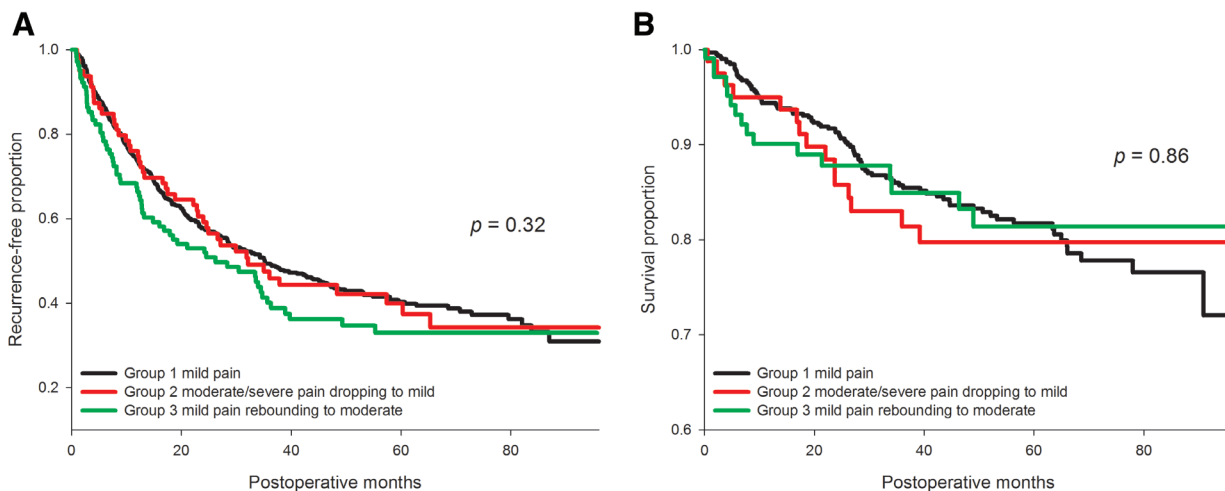 A
Recurrence-free proportion
1.0
0.8
0.6
0.4
0.2
p = 0.32
Group 1 mild pain
Group 2 moderate/severe pain dropping to mild
Group 3 mild pain rebounding to moderate
0 20 40 60 80
Postoperative months
B
Survival proportion
1.0
0.9
0.8
0.7
0.6
p = 0.86
Group 1 mild pain
Group 2 moderate/severe pain dropping to mild
Group 3 mild pain rebounding to moderate
0 20 40 60 80
Postoperative months